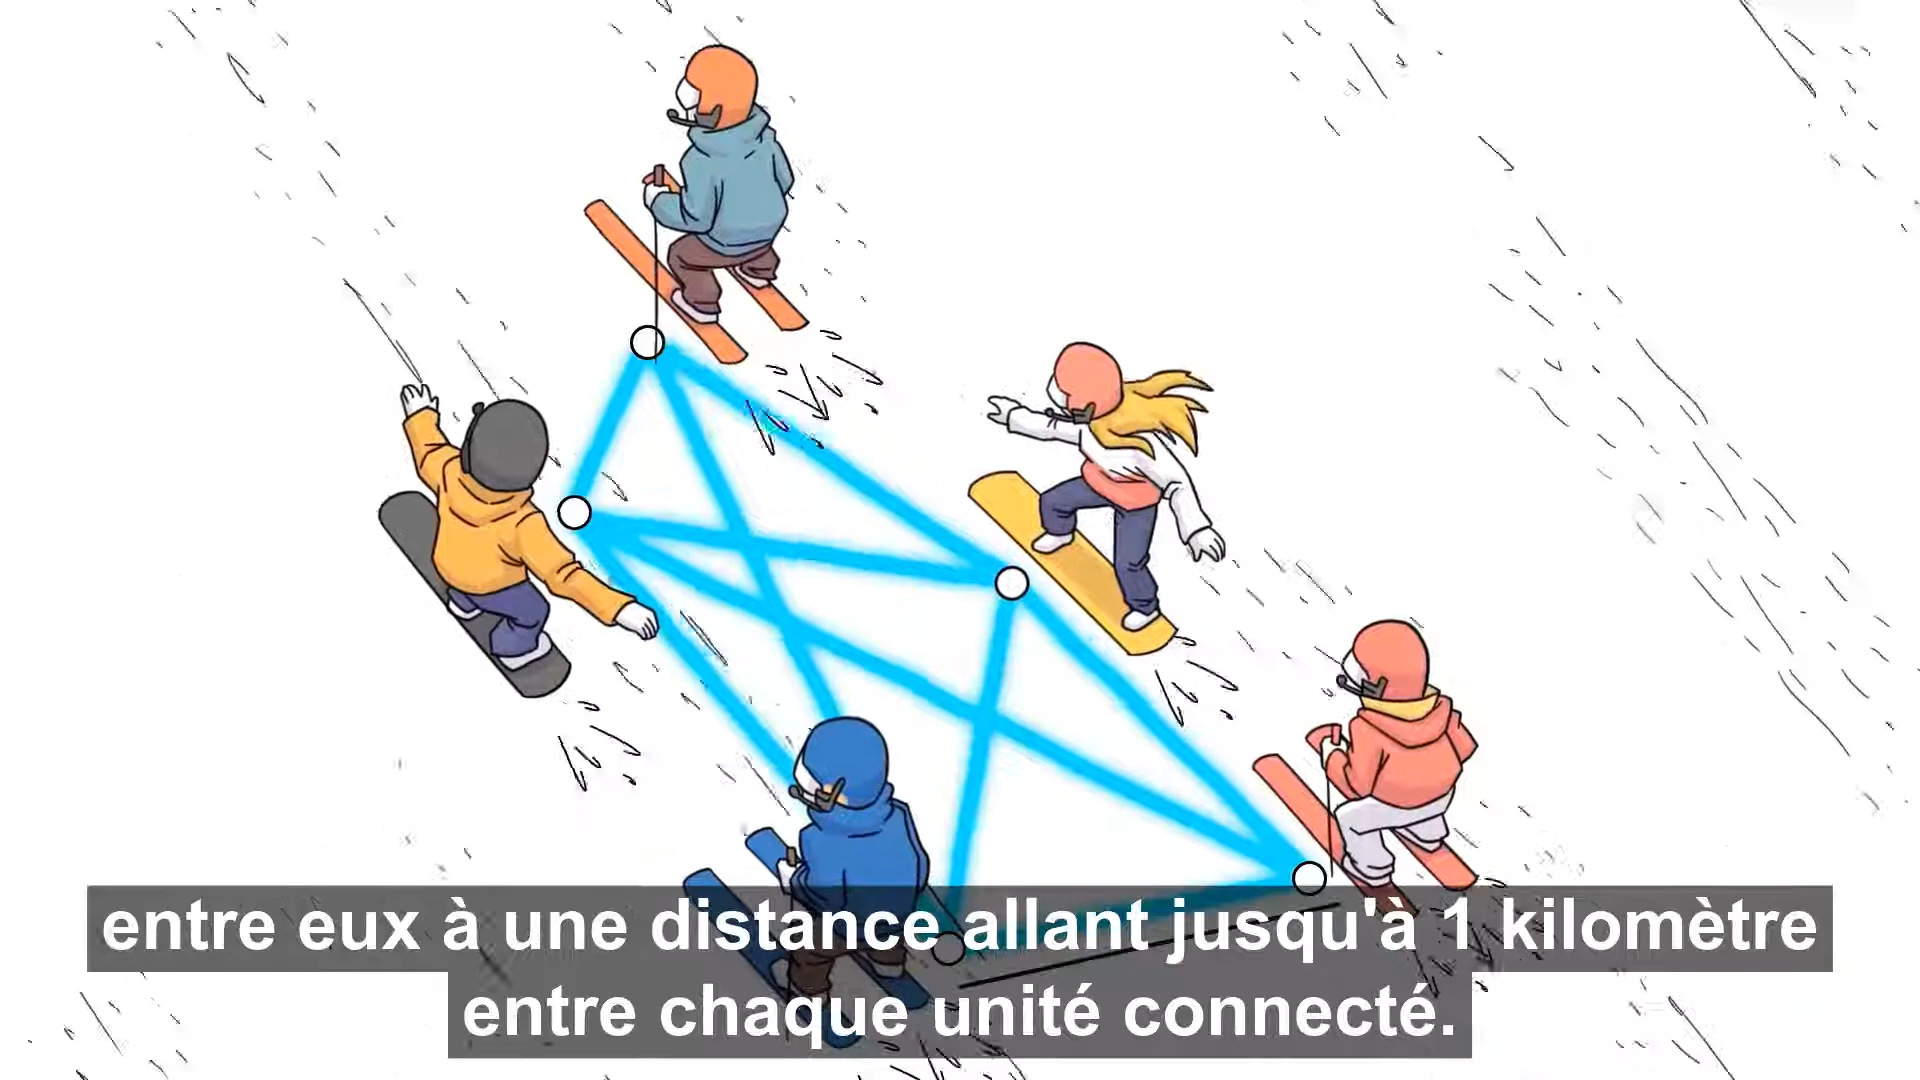 entre eux à une distance allant jusqu'à 1 kilomètre
entre chaque unité connecté.